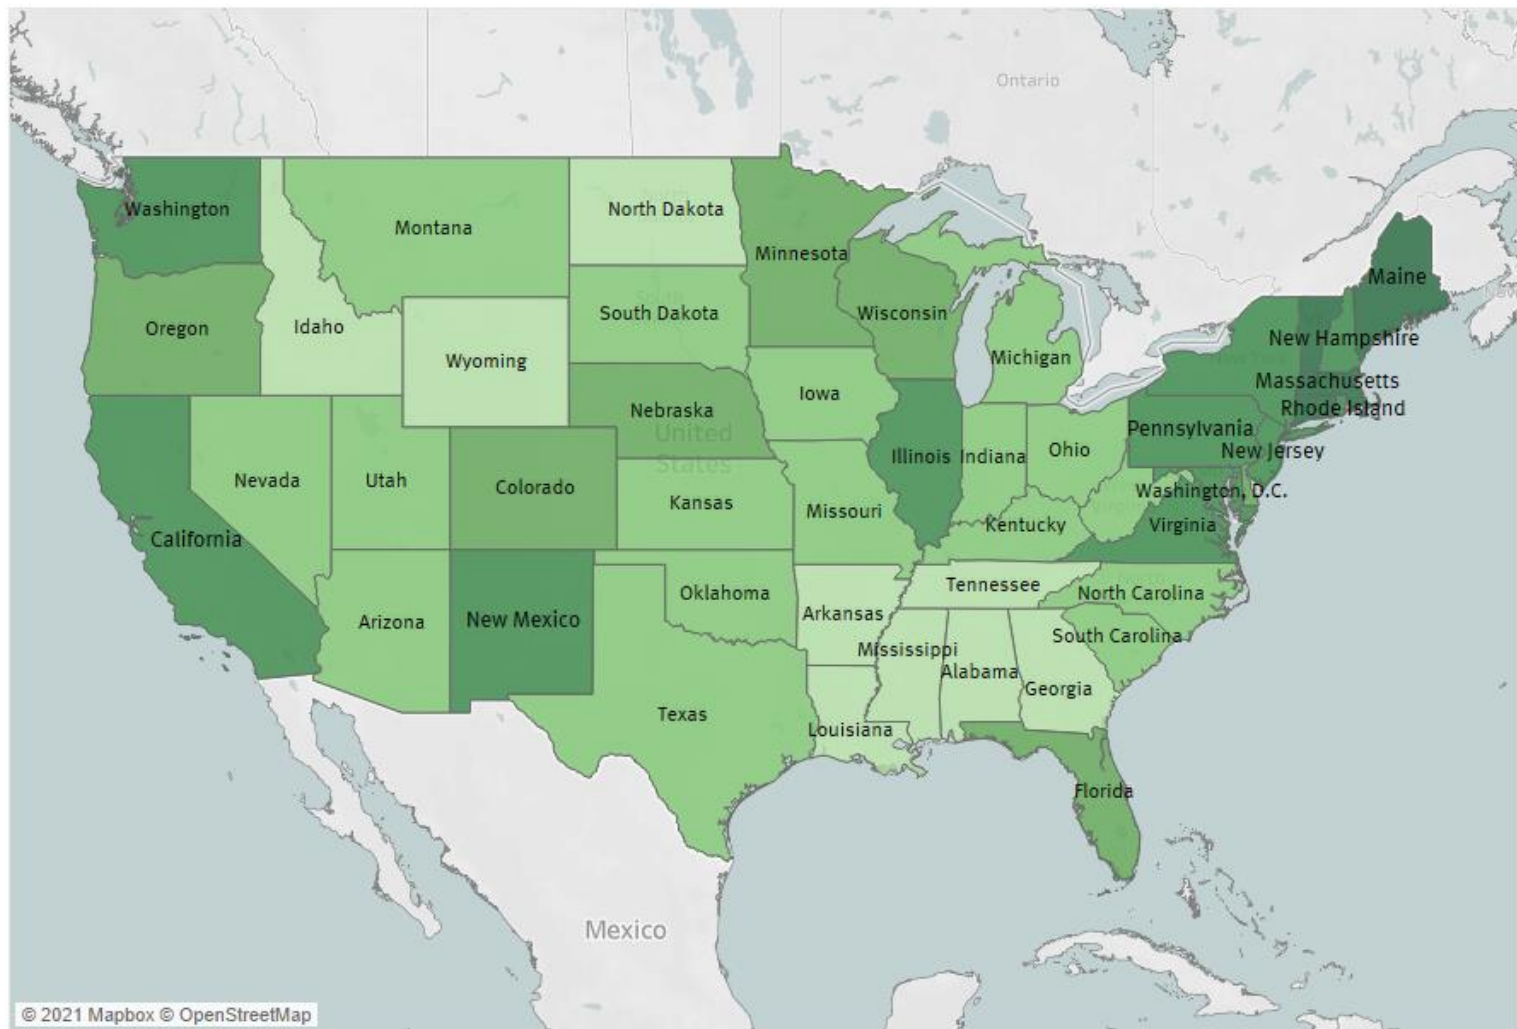 Ontario
Washington
Montana
North Dakota
Minnesota
Maine
Oregon
Idaho
South Dakota
Wisconsin
New Hampshire
Wyoming
Michigan
Massachusetts
Iowa
Nebraska
Rhode Island
United
States
Pennsylvania
Nevada
Utah
Colorado
Illinois
Indiana
Ohio
New Jersey
Kansas
Missouri
Kentucky
Washington, D.C.
Virginia
California
Arizona
New Mexico
Oklahoma
Arkansas
Tennessee
North Carolina
South Carolina
Mississippi
Alabama
Georgia
Texas
Louisiana
Florida
Mexico
© 2021 Mapbox © OpenStreetMap